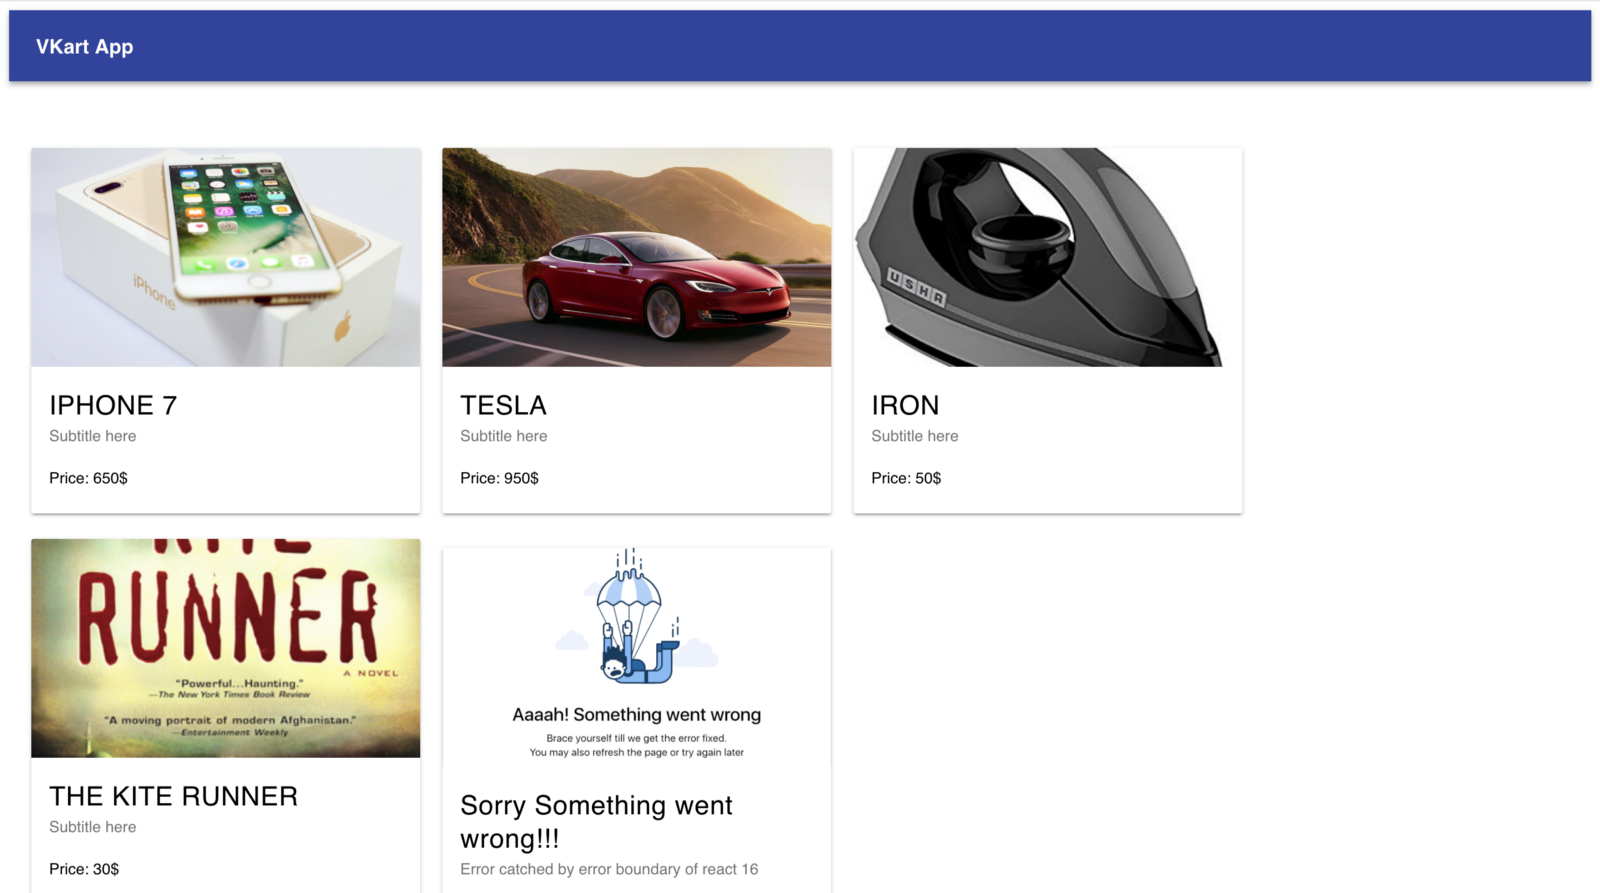 VKart App
iPhone
USHA
IPHONE 7
Subtitle here
Price: 650$
TESLA
Subtitle here
Price: 950$
IRON
Subtitle here
Price: 50$
KITE
RUNNER
A NOVEL
"Powerful...Haunting."
—The New York Times Book Review
"A moving portrait of modern Afghanistan."
—Entertainment Weekly
THE KITE RUNNER
Subtitle here
Price: 30$
Aaaah! Something went wrong
Brace yourself till we get the error fixed.
You may also refresh the page or try again later
Sorry Something went
wrong!!!
Error catched by error boundary of react 16